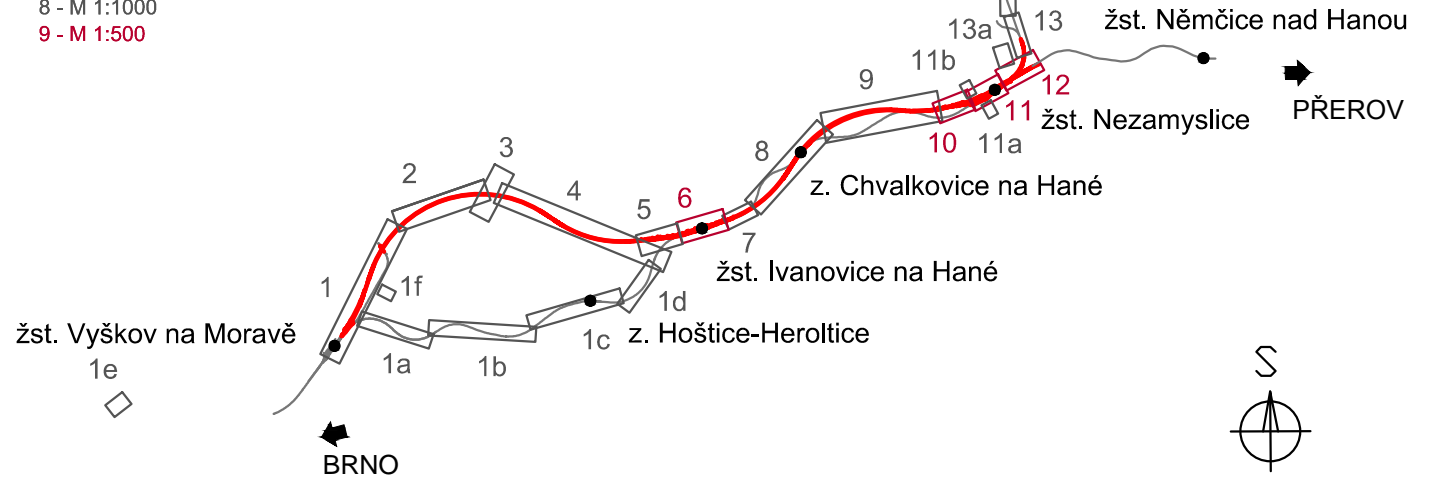 8 - M 1:1000
9 - M 1:500
žst. Němčice nad Hanou
13
13a
11b
9
12
PŘEROV
11
žst. Nezamyslice
10
11a
8
3
2
z. Chvalkovice na Hané
4
6
5
7
žst. Ivanovice na Hané
1
1f
1d
žst. Vyškov na Moravě
1c
z. Hoštice-Heroltice
1a
1b
1e
S
BRNO